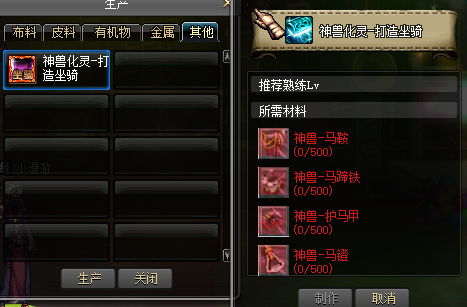 生产
布料 皮料 有机物 金属 其他
神兽化灵-打
造坐骑
小漫游
生产 关闭
神兽化灵-打造坐骑
推荐熟练Lv
所需材料
神兽-马鞍
(0/500)
神兽-马蹄铁
(0/500)
神兽-护马甲
(0/500)
神兽-马镫
(0/500)
制作 取消